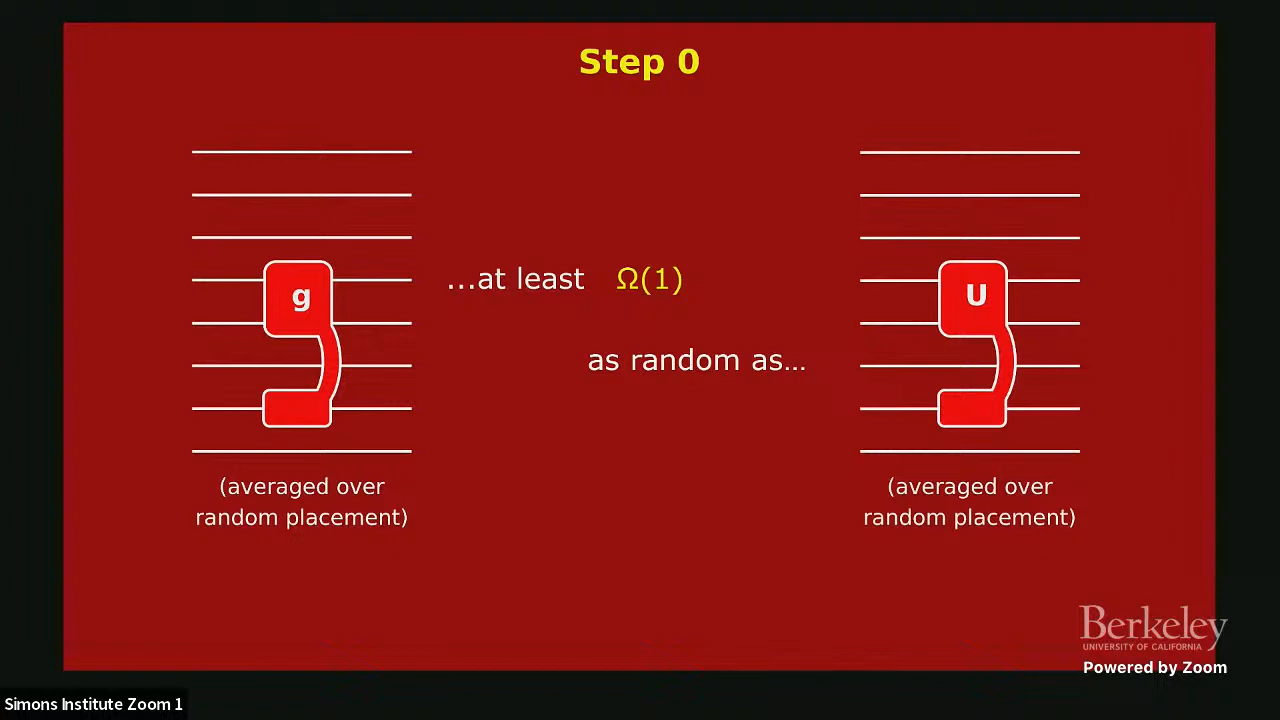 Step 0
g
…at least Ω(1)
as random as…
U
(averaged over
random placement)
(averaged over
random placement)
Berkeley
UNIVERSITY OF CALIFORNIA
Powered by Zoom
Simons Institute Zoom 1